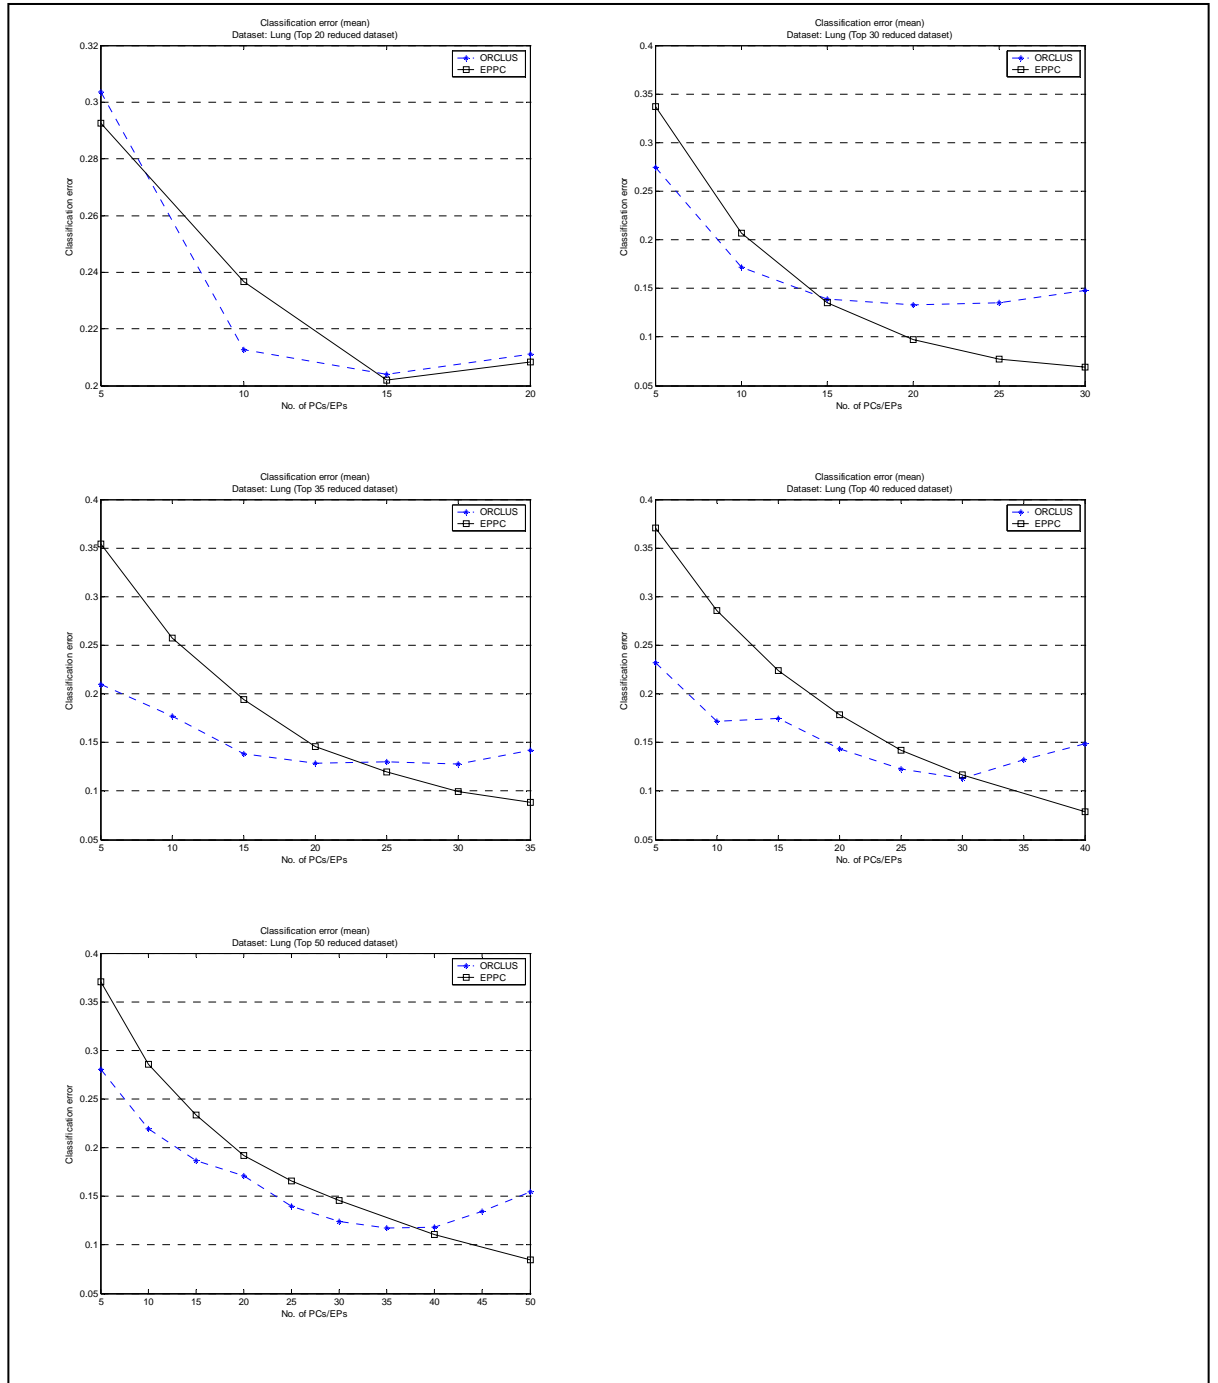 Classification error (mean)
Dataset: Lung (Top 20 reduced dataset)
0.32
0.3
0.28
0.26
0.24
0.22
0.2
Classification error
ORCLUS
EPPC
5
10
15
20
No. of PCs/EPs
Classification error (mean)
Dataset: Lung (Top 30 reduced dataset)
0.4
0.35
0.3
0.25
0.2
0.15
0.1
0.05
Classification error
ORCLUS
EPPC
5
10
15
20
25
30
No. of PCs/EPs
Classification error (mean)
Dataset: Lung (Top 35 reduced dataset)
0.4
0.35
0.3
0.25
0.2
0.15
0.1
0.05
Classification error
ORCLUS
EPPC
5
10
15
20
25
30
35
No. of PCs/EPs
Classification error (mean)
Dataset: Lung (Top 40 reduced dataset)
0.4
0.35
0.3
0.25
0.2
0.15
0.1
0.05
Classification error
ORCLUS
EPPC
5
10
15
20
25
30
35
40
No. of PCs/EPs
Classification error (mean)
Dataset: Lung (Top 50 reduced dataset)
0.4
0.35
0.3
0.25
0.2
0.15
0.1
0.05
Classification error
ORCLUS
EPPC
5
10
15
20
25
30
35
40
45
50
No. of PCs/EPs